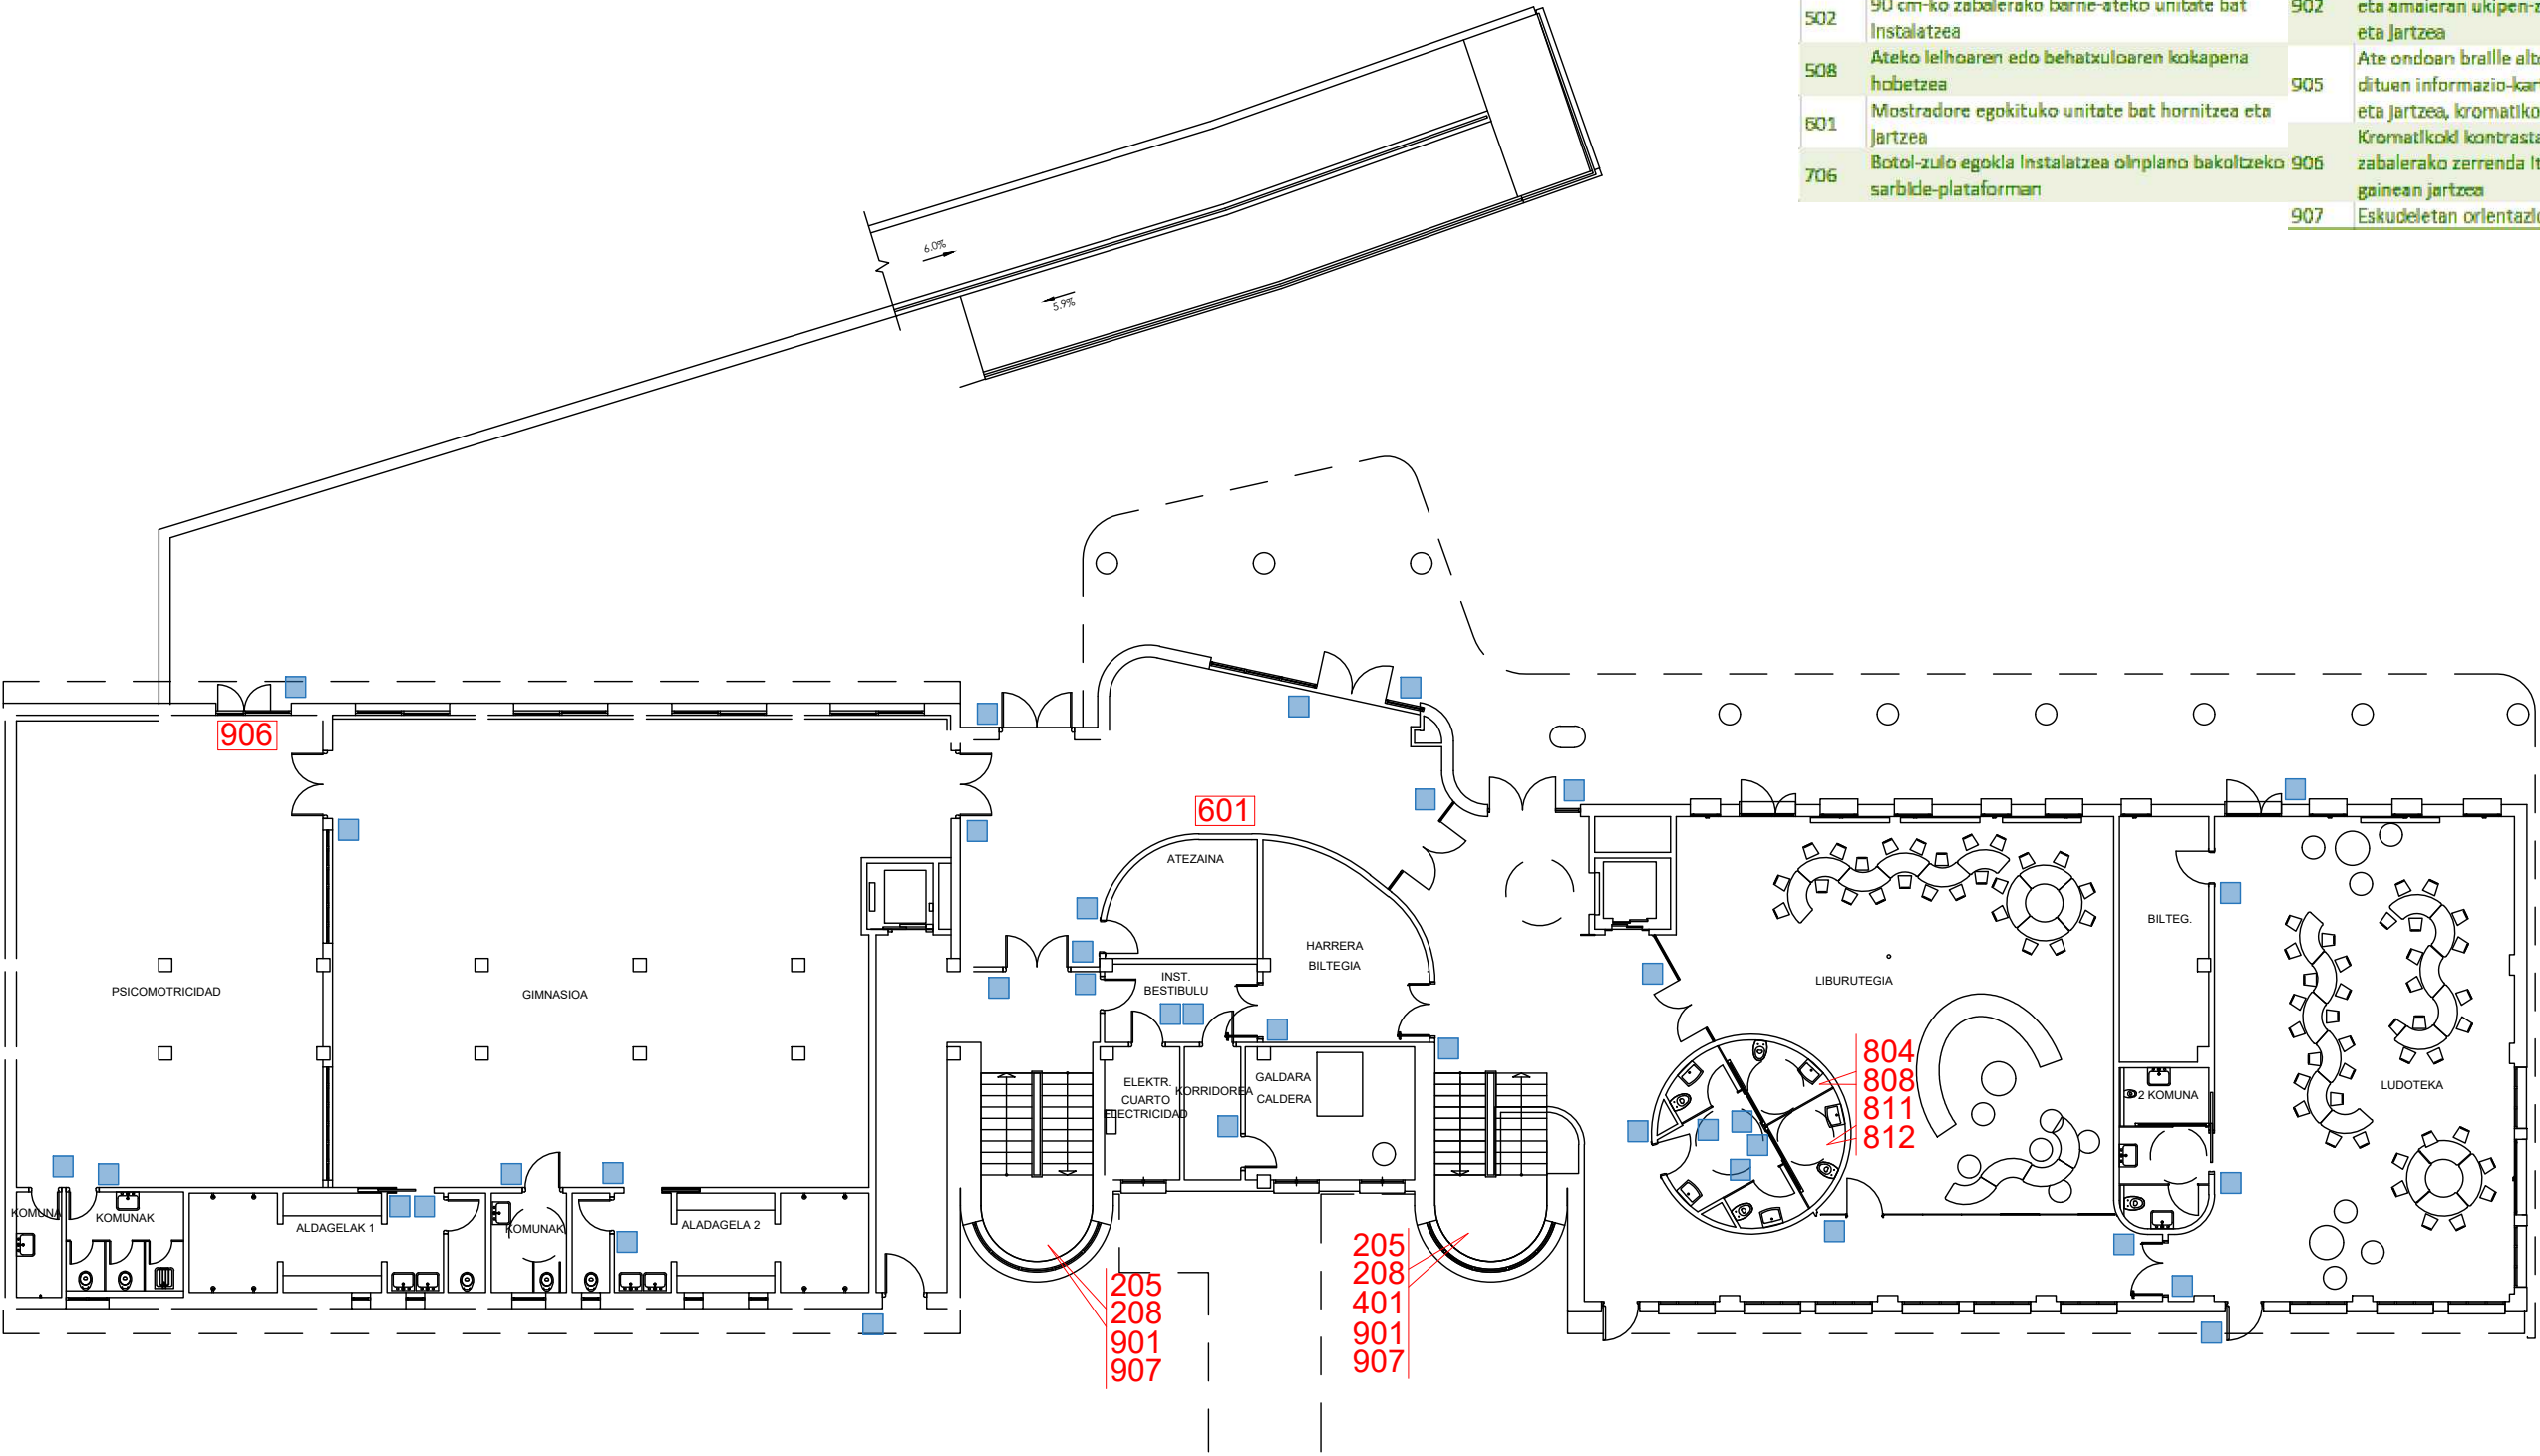 502
90 cm-ko zabalerako barne-ateko unitate bat
Instalatzea
508
Ateko leihoaren edo behatxuloaren kokapena
hobetzea
601
Mostradore egokituko unitate bat hornitzea eta
Jartzea
706
Botol-zulo egokia Instalatzea oinplano bakoitzeko
sarbide-plataforman
902
eta amaieran ukipen-z
eta Jartzea
905
Ate ondoan braille alt
dituen informazio-kar
eta Jartzea, kromatiko
906
Kromatikoki kontrasta
zabalerako zerrenda It
gainean jartzea
907
Eskudeletan orientazio
6.0%
5.9%
906
601
ATEZAINA
HARRERA
BILTEGIA
INST.
BESTIBULU
PSICOMOTRICIDAD
GIMNASIOA
LIBURUTEGIA
BILTEG.
LUDOTEKA
2 KOMUNA
ELEKTR.
CUARTO
ELECTRICIDAD
KORRIDOREA
GALDARA
CALDERA
804
808
811
812
KOMUNA
KOMUNAK
ALDAGELAK 1
KOMUNAK
ALADAGELA 2
205
208
901
907
205
208
401
901
907